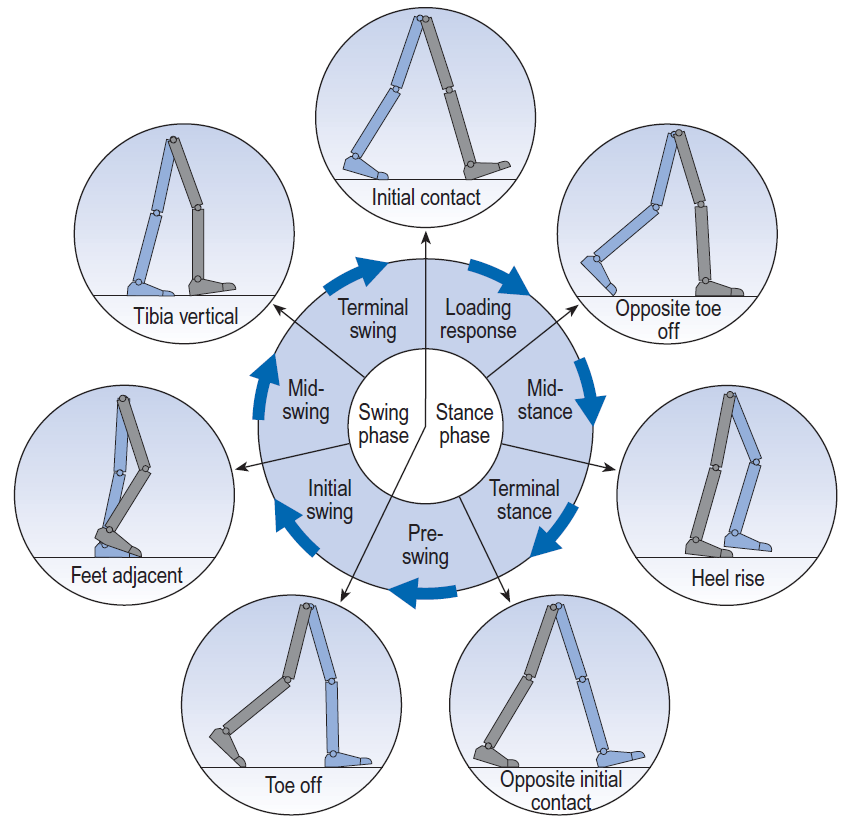 Initial contact
Tibia vertical
Opposite toe
off
Terminal
swing
Loading
response
Mid-
swing
Mid-
stance
Swing
phase
Stance
phase
Initial
swing
Terminal
stance
Pre-
swing
Feet adjacent
Heel rise
Toe off
Opposite initial
contact